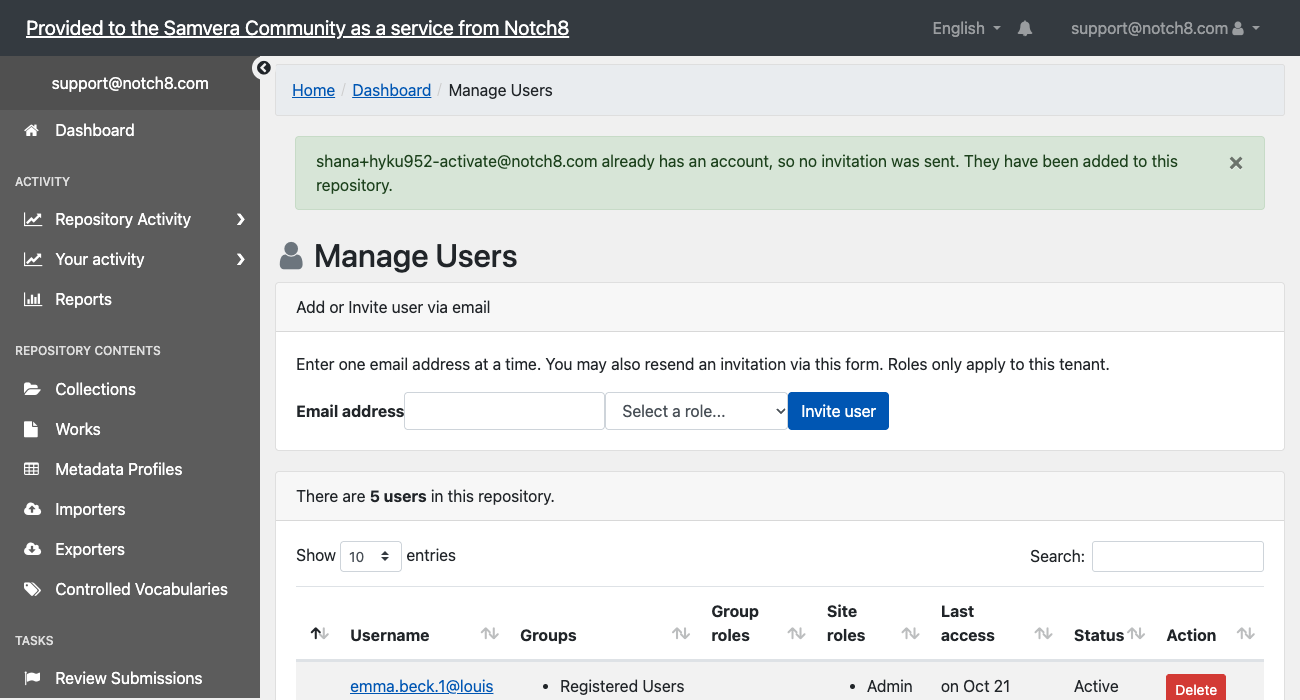 Provided to the Samvera Community as a service from Notch8
English
support@notch8.com
support@notch8.com
Dashboard
ACTIVITY
Repository Activity
Your activity
Reports
REPOSITORY CONTENTS
Collections
Works
Metadata Profiles
Importers
Exporters
Controlled Vocabularies
TASKS
Review Submissions
Home / Dashboard / Manage Users
shana+hyku952-activate@notch8.com already has an account, so no invitation was sent. They have been added to this
repository.
×
Manage Users
Add or Invite user via email
Enter one email address at a time. You may also resend an invitation via this form. Roles only apply to this tenant.
Email address
Select a role...
Invite user
There are 5 users in this repository.
Show 10 entries
Search:
Username
Groups
Group
roles
Site
roles
Last
access
Status
Action
emma.beck.1@louis
• Registered Users
• Admin
on Oct 21
Active
Delete